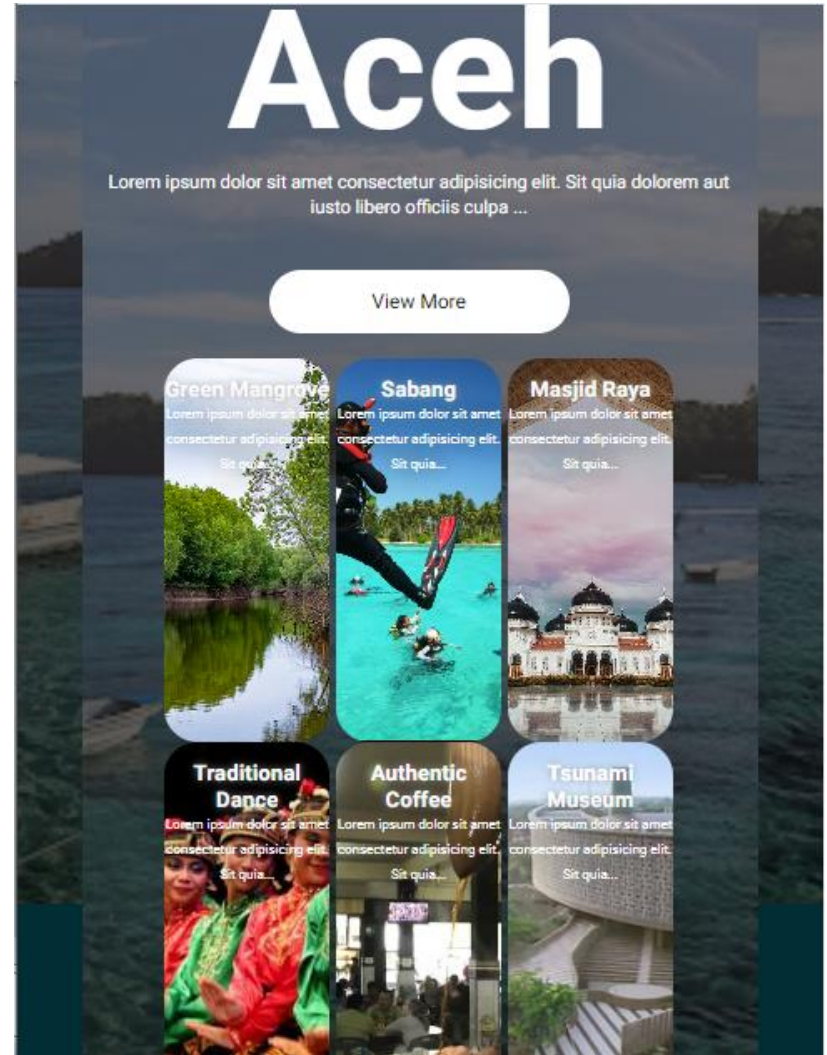 Aceh
Lorem ipsum dolor sit amet consectetur adipisicing elit. Sit quia dolorem aut
iusto libero officiis culpa ...
View More
Green Mangrove
Lorem ipsum dolor sit amet
consectetur adipisicing elit.
Sit quia...
Sabang
Lorem ipsum dolor sit amet
consectetur adipisicing elit.
Sit quia...
Masjid Raya
Lorem ipsum dolor sit amet
consectetur adipisicing elit.
Sit quia...
Traditional
Dance
Lorem ipsum dolor sit amet
consectetur adipisicing elit.
Sit quia...
Authentic
Coffee
Lorem ipsum dolor sit amet
consectetur adipisicing elit.
Sit quia...
Tsunami
Museum
Lorem ipsum dolor sit amet
consectetur adipisicing elit.
Sit quia...